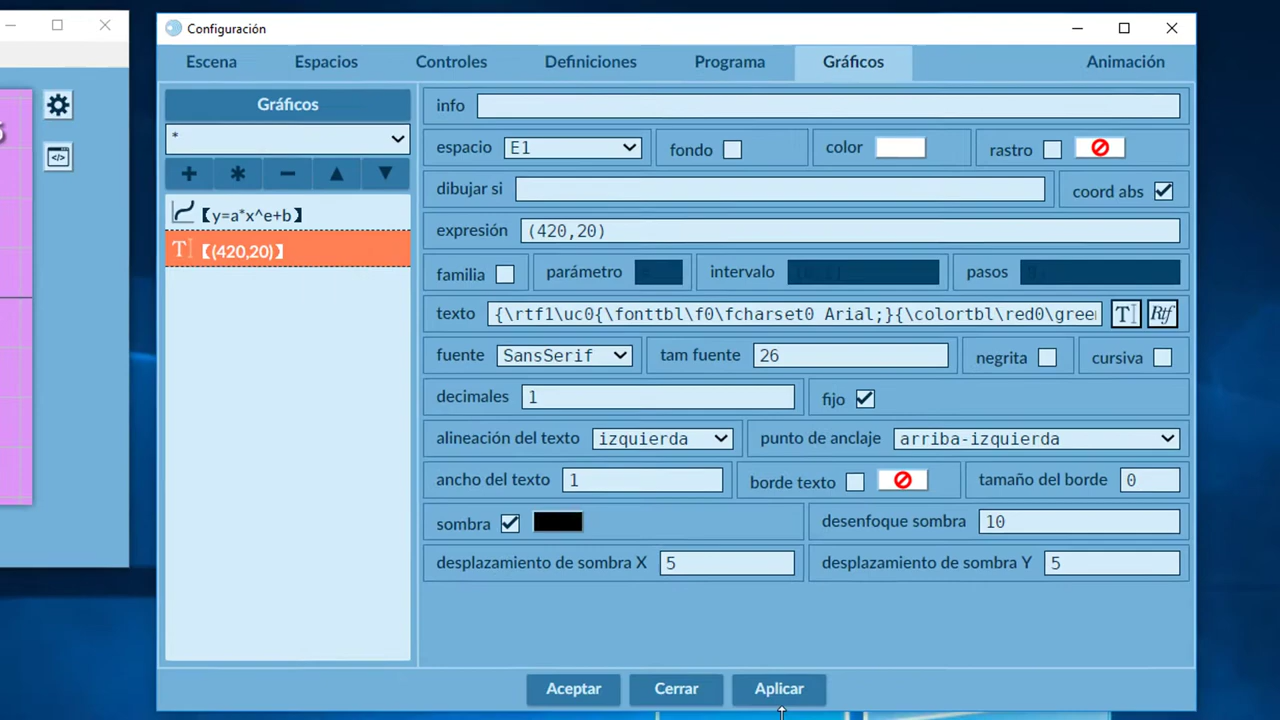 Configuración
Escena Espacios Controles Definiciones Programa Gráficos Animación
Gráficos
*
【y=a*x^e+b】
T 【(420,20)】
info
espacio E1 fondo color rastro
dibujar si coord abs
expresión (420,20)
familia parámetro intervalo pasos
texto {\rtf1\uc0{\fonttbl\f0\fcharset0 Arial;}{\colortbl\red0\gree T Rtf
fuente SansSerif tam fuente 26 negrita cursiva
decimales 1 fijo
alineación del texto izquierda punto de anclaje arriba-izquierda
ancho del texto 1 borde texto tamaño del borde 0
sombra desenfoque sombra 10
desplazamiento de sombra X 5 desplazamiento de sombra Y 5
Aceptar Cerrar Aplicar